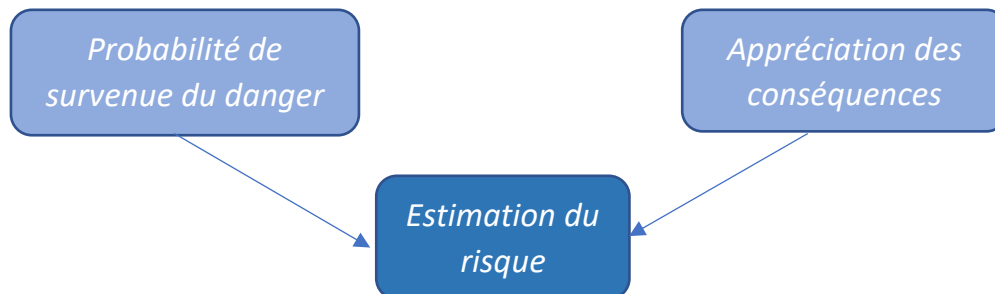 Probabilité de
survenue du danger
Appréciation des
conséquences
Estimation du
risque